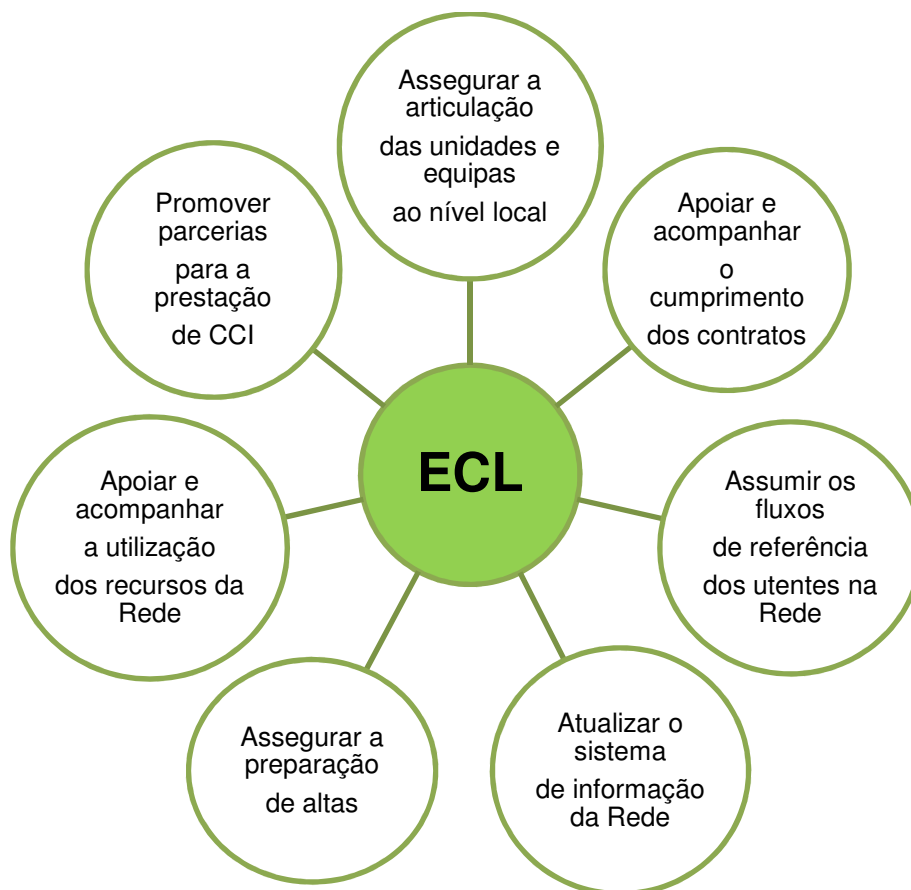 Assegurar a
articulação
das unidades e
equipas
ao nível local
Apoiar e
acompanhar
o
cumprimento
dos contratos
Assumir os
fluxos
de referência
dos utentes na
Rede
Atualizar o
sistema
de informação
da Rede
Assegurar a
preparação
de altas
Apoiar e
acompanhar
a utilização
dos recursos da
Rede
Promover
parcerias
para a
prestação
de CCI
ECL